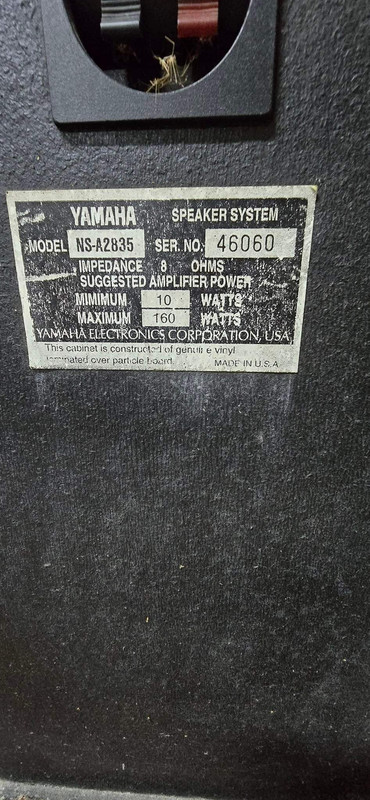 YAMAHA SPEAKER SYSTEM
MODEL NS-A2835 SER. NO. 46060
IMPEDANCE 8 OHMS
SUGGESTED AMPLIFIER POWER
MIMIMUM 10 WATTS
MAXIMUM 160 WATTS
YAMAHA ELECTRONICS CORPORATION, USA
This cabinet is constructed of genuine vinyl
laminated over particle board. MADE IN U.S.A.